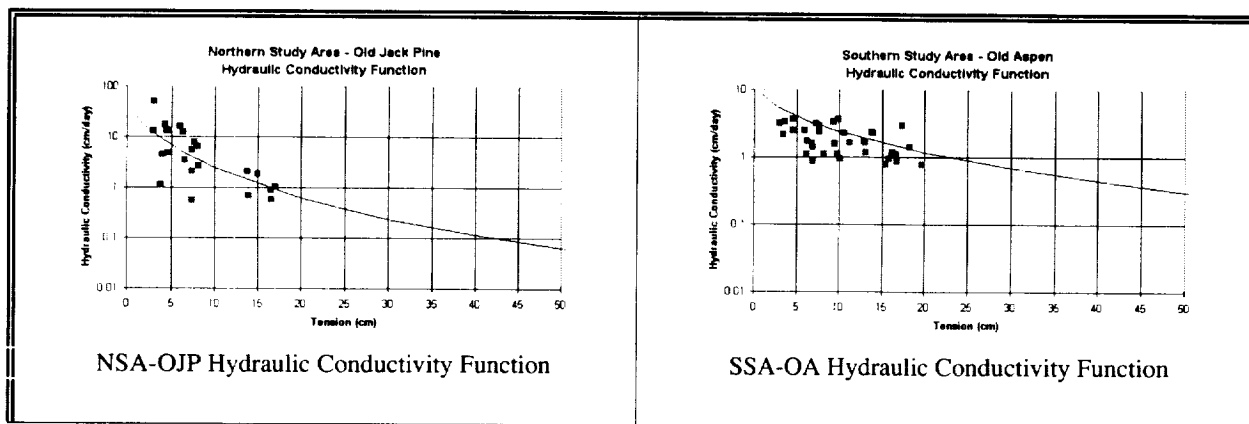 Northern Study Area - Old Jack Pine
Hydraulic Conductivity Function
Hydraulic Conductivity (cm/day)
100
10
1
0.1
0.01
0 5 10 15 20 25 30 35 40 45 50
Tension (cm)
NSA-OJP Hydraulic Conductivity Function
Southern Study Area - Old Aspen
Hydraulic Conductivity Function
Hydraulic Conductivity (cm/day)
10
1
0.1
0.01
0 5 10 15 20 25 30 35 40 45 50
Tension (cm)
SSA-OA Hydraulic Conductivity Function